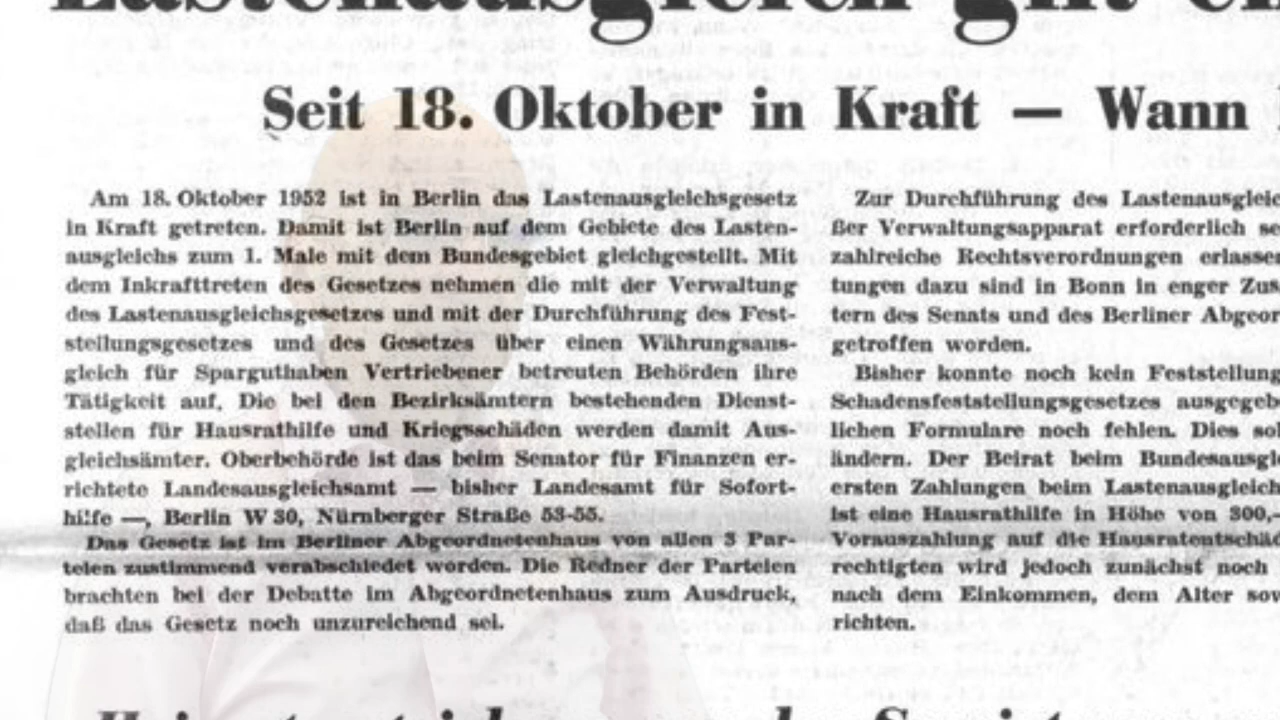 Lastenausgleich gilt
Seit 18. Oktober in Kraft — Wann
Am 18. Oktober 1952 ist in Berlin das Lastenausgleichsgesetz
in Kraft getreten. Damit ist Berlin auf dem Gebiete des Lasten-
ausgleichs zum 1. Male mit dem Bundesgebiet gleichgestellt. Mit
dem Inkrafttreten des Gesetzes nehmen die mit der Verwaltung
des Lastenausgleichsgesetzes und mit der Durchführung des Fest-
stellungsgesetzes und des Gesetzes über einen Währungsaus-
gleich für Sparguthaben Vertriebener betreuten Behörden ihre
Tätigkeit auf. Die bei den Bezirksämtern bestehenden Dienst-
stellen für Hausrathilfe und Kriegsschäden werden damit Aus-
gleichsämter. Oberbehörde ist das beim Senator für Finanzen er-
richtete Landesausgleichsamt — bisher Landesamt für Sofort-
hilfe —, Berlin W 30, Nürnberger Straße 53-55.
Das Gesetz ist im Berliner Abgeordnetenhaus von allen 3 Par-
teien zustimmend verabschiedet worden. Die Redner der Parteien
brachten bei der Debatte im Abgeordnetenhaus zum Ausdruck,
daß das Gesetz noch unzureichend sei.
Zur Durchführung des Lastenausgleic
ßer Verwaltungsapparat erforderlich se
zahlreiche Rechtsverordnungen erlassen
tungen dazu sind in Bonn in enger Zus
tern des Senats und des Berliner Abgeor
getroffen worden.
Bisher konnte noch kein Feststellung
Schadensfeststellungsgesetzes ausgegeb
lichen Formulare noch fehlen. Dies sol
ändern. Der Beirat beim Bundesausgle
ersten Zahlungen beim Lastenausgleich
ist eine Hausrathilfe in Höhe von 300,-
Vorauszahlung auf die Hausratentschäd
rechtigten wird jedoch zunächst noch
nach dem Einkommen, dem Alter sow
richten.